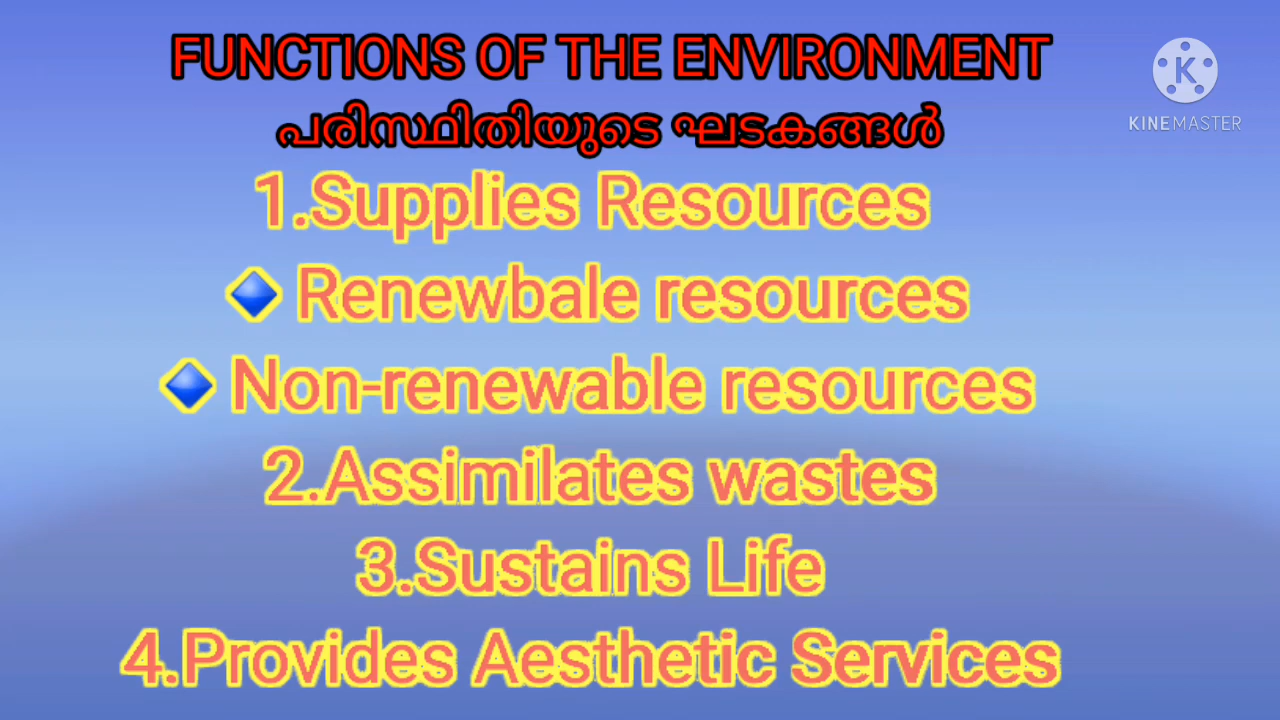 FUNCTIONS OF THE ENVIRONMENT
പരിസ്ഥിതിയുടെ ഘടകങ്ങൾ
1.Supplies Resources
🔹Renewbale resources
🔹Non-renewable resources
2.Assimilates wastes
3.Sustains Life
4.Provides Aesthetic Services
K
KINEMASTER